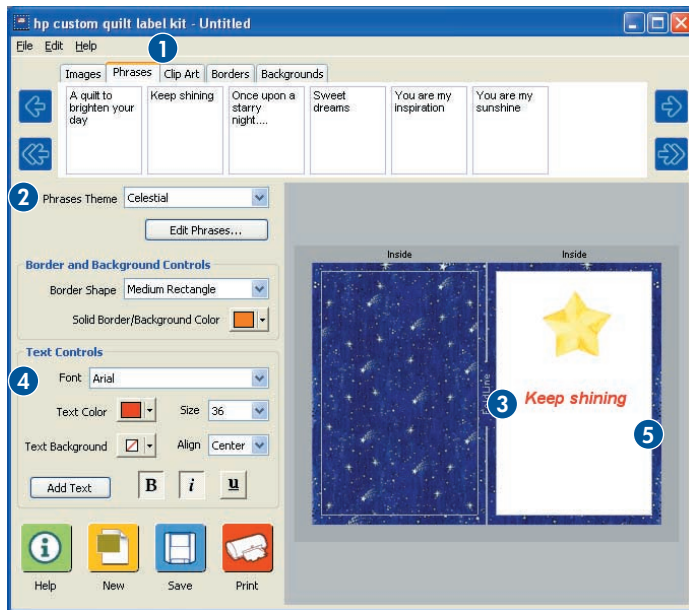 hp custom quilt label kit - Untitled
File Edit Help
1
Images Phrases Clip Art Borders Backgrounds
A quilt to
brighten your
day
Keep shining
Once upon a
starry
night....
Sweet
dreams
You are my
inspiration
You are my
sunshine
2 Phrases Theme Celestial
Edit Phrases...
Border and Background Controls
Border Shape Medium Rectangle
Solid Border/Background Color
Text Controls
4 Font Arial
Text Color Size 36
Text Background Align Center
Add Text B i u
Help New Save Print
Inside Inside
3 Keep shining
5